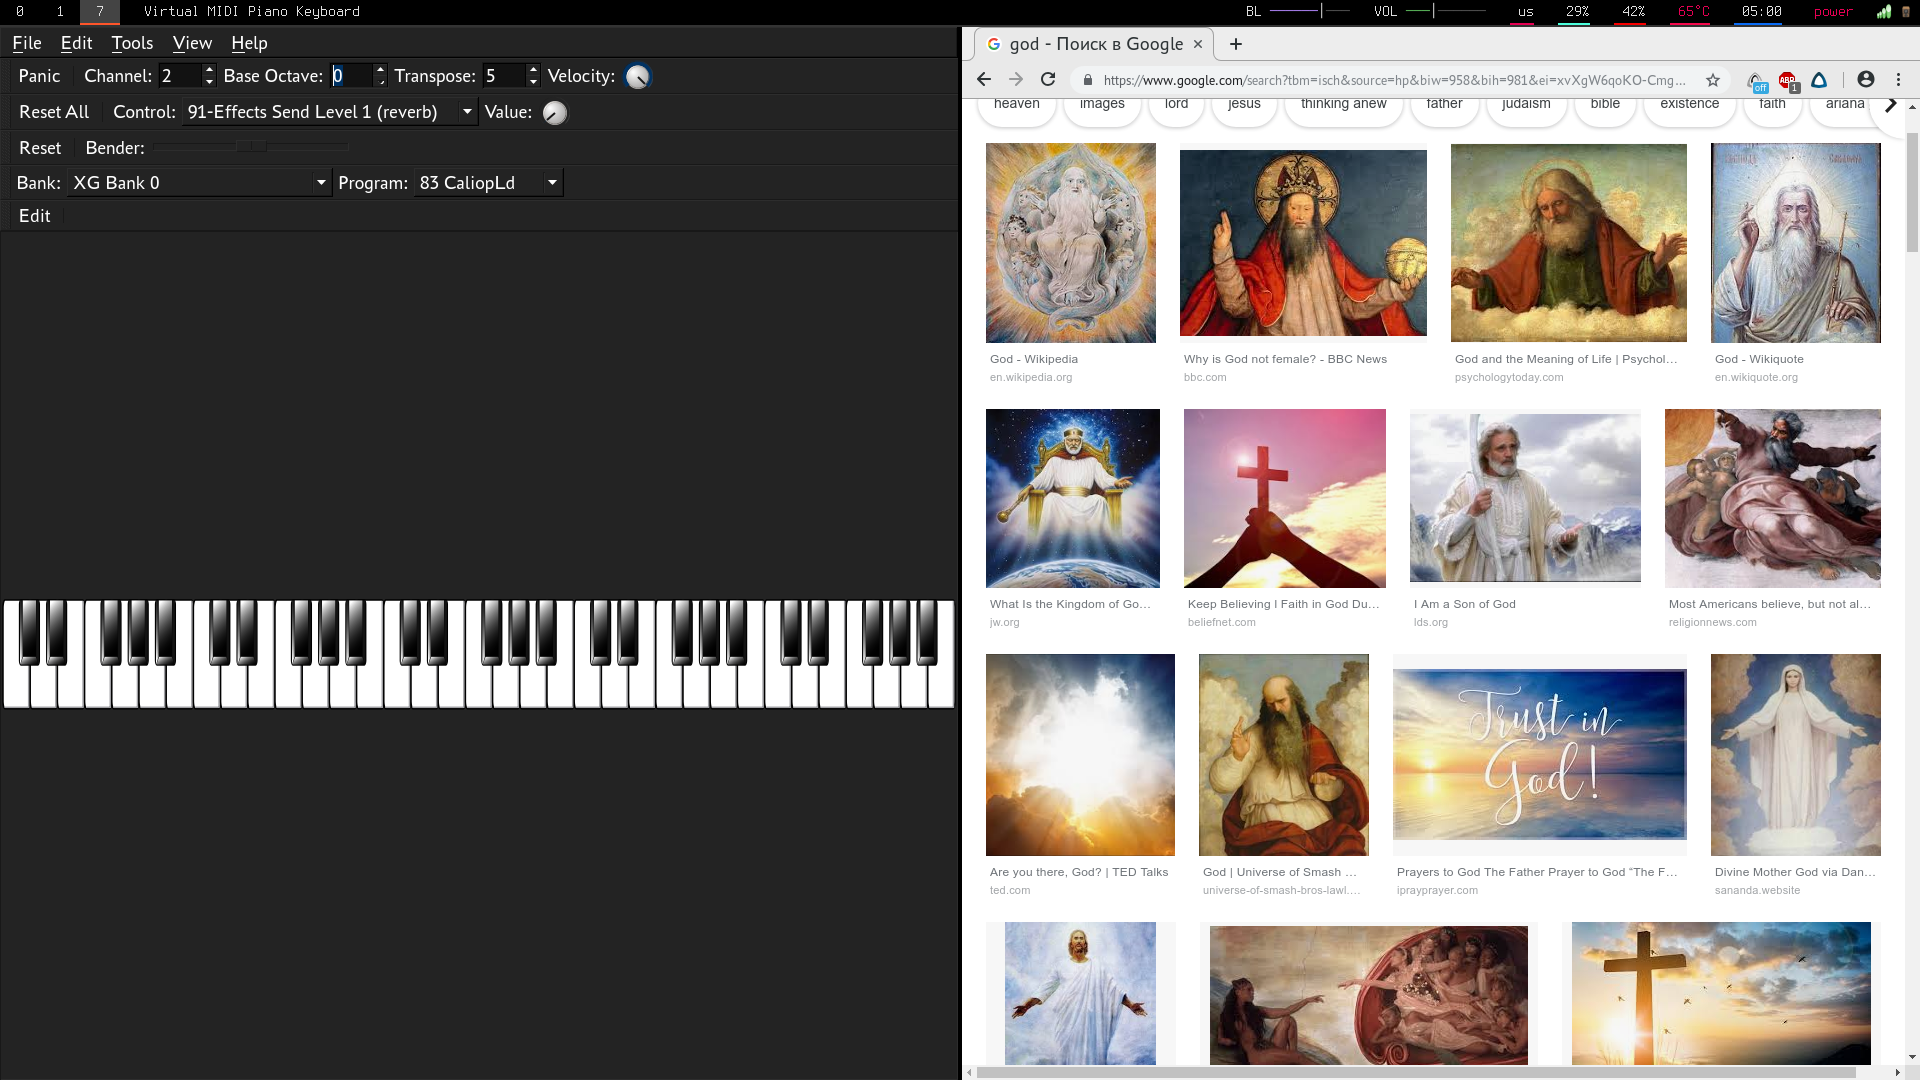 0 1 7 Virtual MIDI Piano Keyboard
BL VOL us 29% 42% 65°C 05:00 power
File Edit Tools View Help
Panic Channel: 2 Base Octave: 0 Transpose: 5 Velocity:
Reset All Control: 91-Effects Send Level 1 (reverb) Value:
Reset Bender:
Bank: XG Bank 0 Program: 83 CaliopLd
Edit
god - Поиск в Google
https://www.google.com/search?tbm=isch&source=hp&biw=958&bih=981&ei=xvXgW6qoKO-Cmg...
off ABP 1
heaven images lord jesus thinking anew father judaism bible existence faith ariana
God - Wikipedia
en.wikipedia.org
Why is God not female? - BBC News
bbc.com
God and the Meaning of Life | Psychol...
psychologytoday.com
God - Wikiquote
en.wikiquote.org
What Is the Kingdom of Go...
jw.org
Keep Believing I Faith in God Du...
beliefnet.com
I Am a Son of God
lds.org
Most Americans believe, but not al...
religionnews.com
Trust in
God!
Are you there, God? | TED Talks
ted.com
God | Universe of Smash ...
universe-of-smash-bros-lawl....
Prayers to God The Father Prayer to God “The F...
iprayprayer.com
Divine Mother God via Dan...
sananda.website